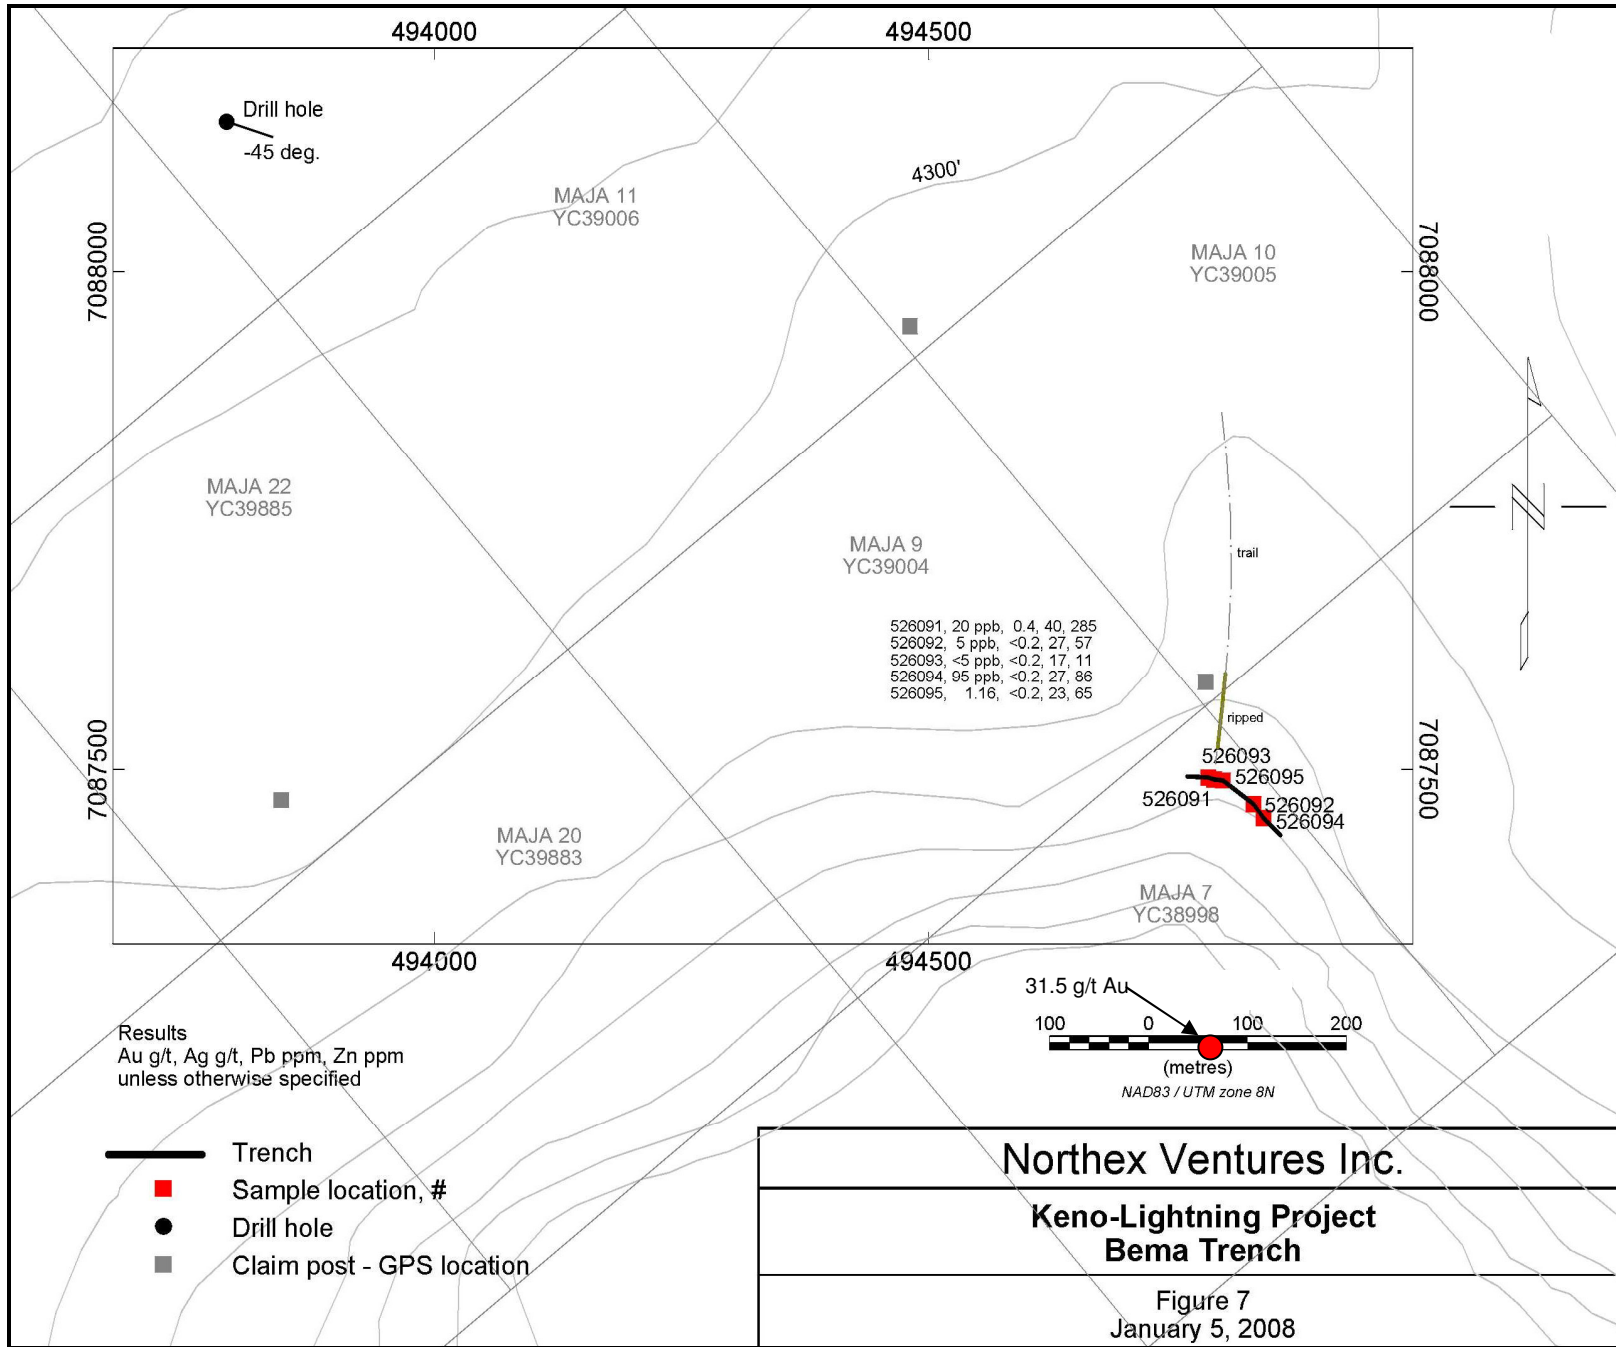 494000
494500
Drill hole
-45 deg.
4300'
MAJA 11
YC39006
MAJA 10
YC39005
7088000
7088000
MAJA 22
YC39885
MAJA 9
YC39004
trail
526091, 20 ppb, 0.4, 40, 285
526092, 5 ppb, <0.2, 27, 57
526093, <5 ppb, <0.2, 17, 11
526094, 95 ppb, <0.2, 27, 86
526095, 1.16, <0.2, 23, 65
ripped
7087500
7087500
526093
526095
526091
526092
526094
MAJA 20
YC39883
MAJA 7
YC38998
494000
494500
31.5 g/t Au
100 0 100 200
(metres)
NAD83 / UTM zone 8N
Results
Au g/t, Ag g/t, Pb ppm, Zn ppm
unless otherwise specified
Trench
Sample location, #
Drill hole
Claim post - GPS location
Northex Ventures Inc.
Keno-Lightning Project
Bema Trench
Figure 7
January 5, 2008
N